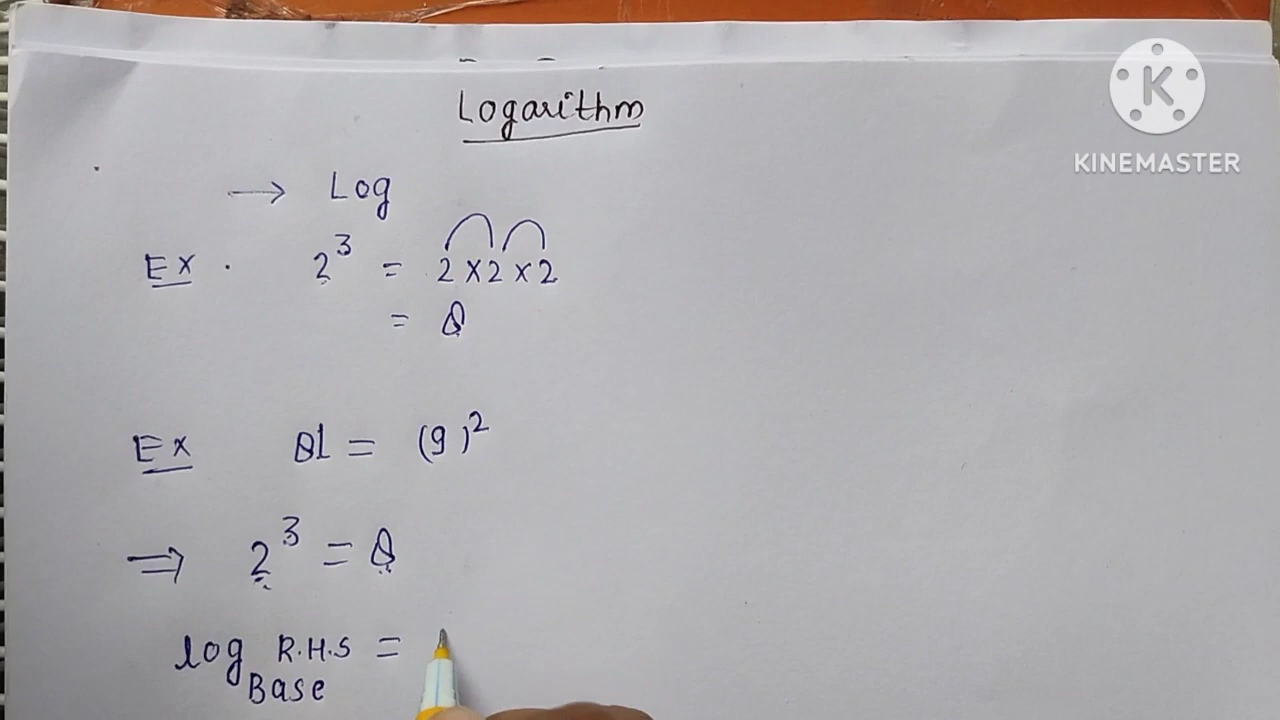 Logarithm
KINEMASTER
→ Log
Ex . 2³ = 2 × 2 × 2
= 8
Ex 81 = (9)²
⇒ 2³ = 8
log R.H.S =
Base